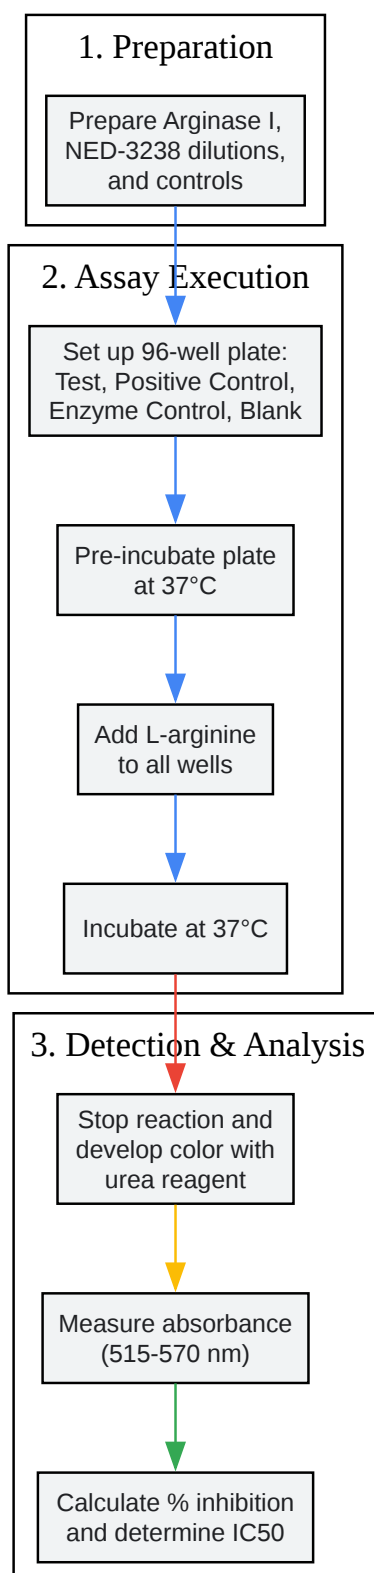 1. Preparation
Prepare Arginase I,
NED-3238 dilutions,
and controls
2. Assay Execution
Set up 96-well plate:
Test, Positive Control,
Enzyme Control, Blank
Pre-incubate plate
at 37°C
Add L-arginine
to all wells
Incubate at 37°C
3. Detection & Analysis
Stop reaction and
develop color with
urea reagent
Measure absorbance
(515-570 nm)
Calculate % inhibition
and determine IC50